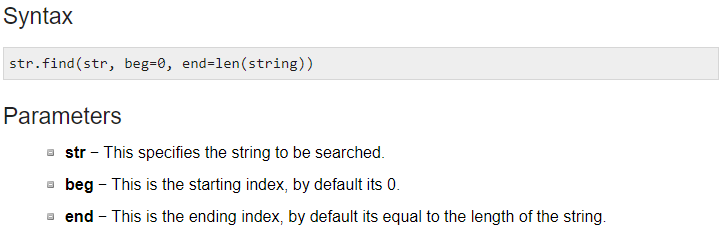 Syntax
str.find(str, beg=0, end=len(string))
Parameters
str − This specifies the string to be searched.
beg − This is the starting index, by default its 0.
end − This is the ending index, by default its equal to the length of the string.